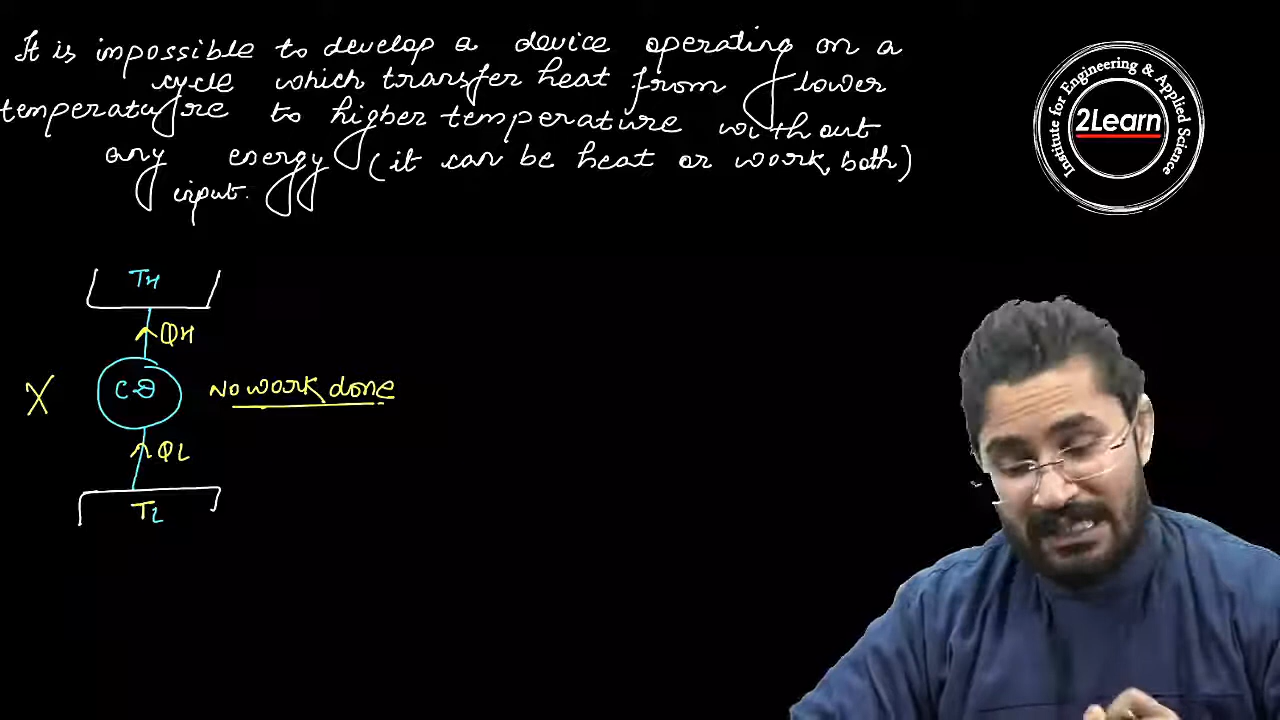 It is impossible to develop a device operating on a
cycle which transfer heat from lower
temperature to higher temperature without
any energy (it can be heat or work, both)
input.
Institute for Engineering & Applied Science
2Learn
TH
QH
X
C.D
No work done
QL
TL